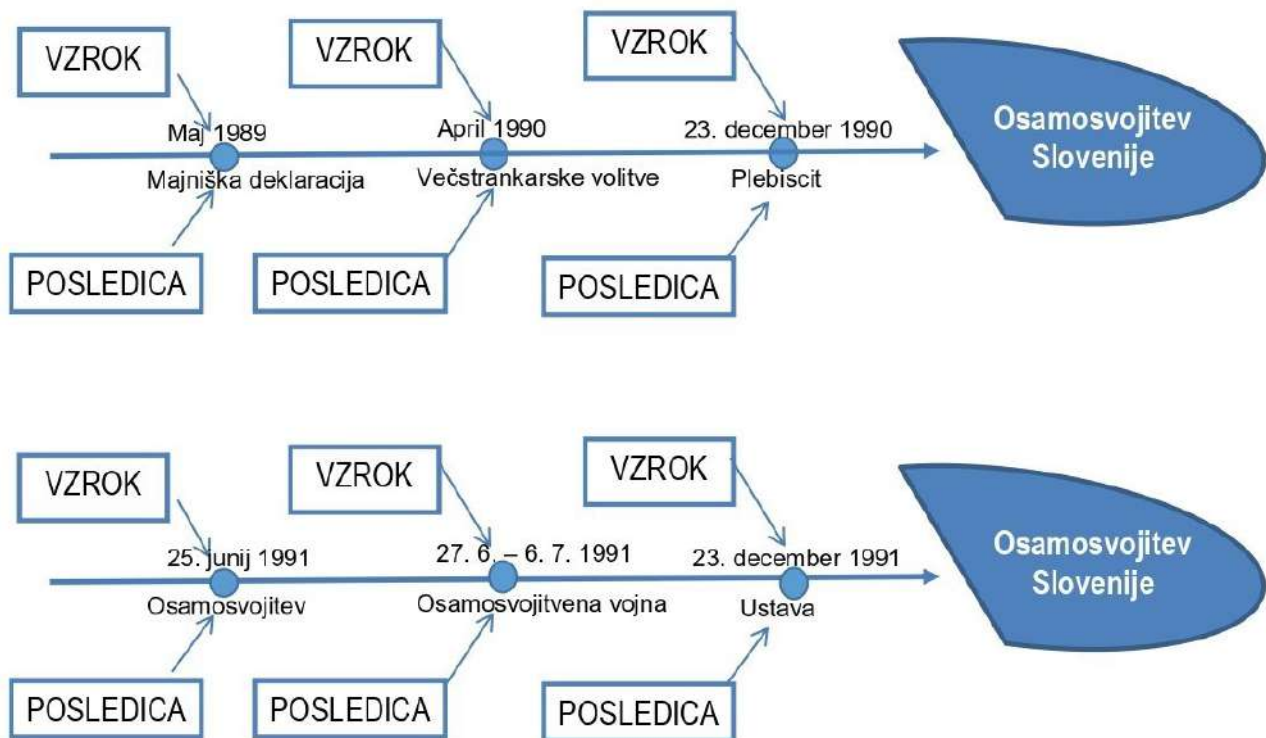 VZROK
VZROK
VZROK
Maj 1989
April 1990
23. december 1990
Osamosvojitev
Slovenije
Majniška deklaracija
Večstrankarske volitve
Plebiscit
POSLEDICA
POSLEDICA
POSLEDICA
VZROK
VZROK
VZROK
25. junij 1991
27. 6. – 6. 7. 1991
23. december 1991
Osamosvojitev
Slovenije
Osamosvojitev
Osamosvojitvena vojna
Ustava
POSLEDICA
POSLEDICA
POSLEDICA